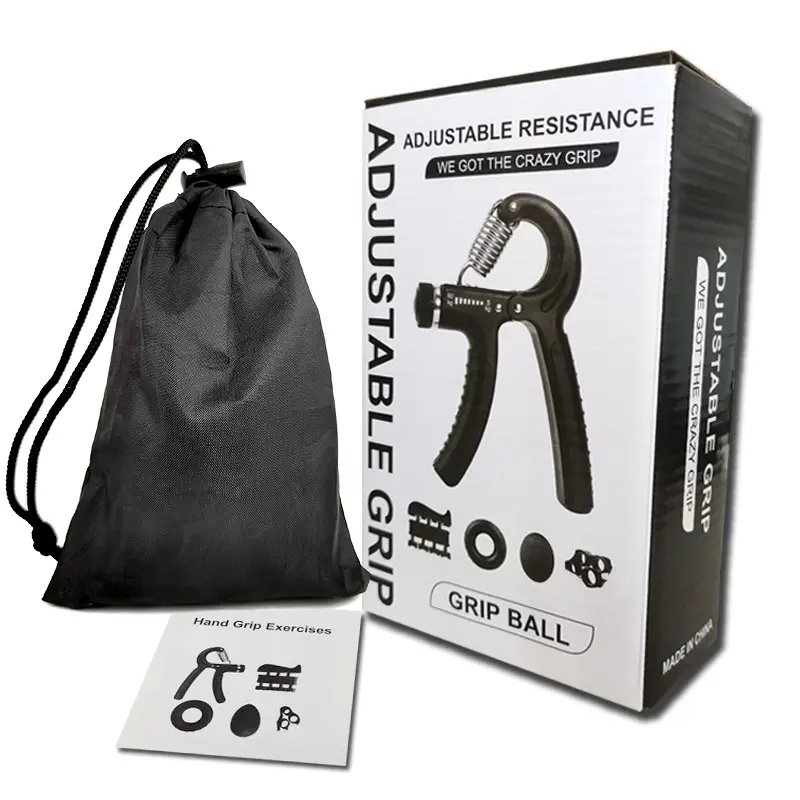 ADJUSTABLE RESISTANCE
WE GOT THE CRAZY GRIP
ADJUSTABLE GRIP
GRIP BALL
ADJUSTABLE GRIP
WE GOT THE CRAZY GRIP
MADE IN CHINA
Hand Grip Exercises